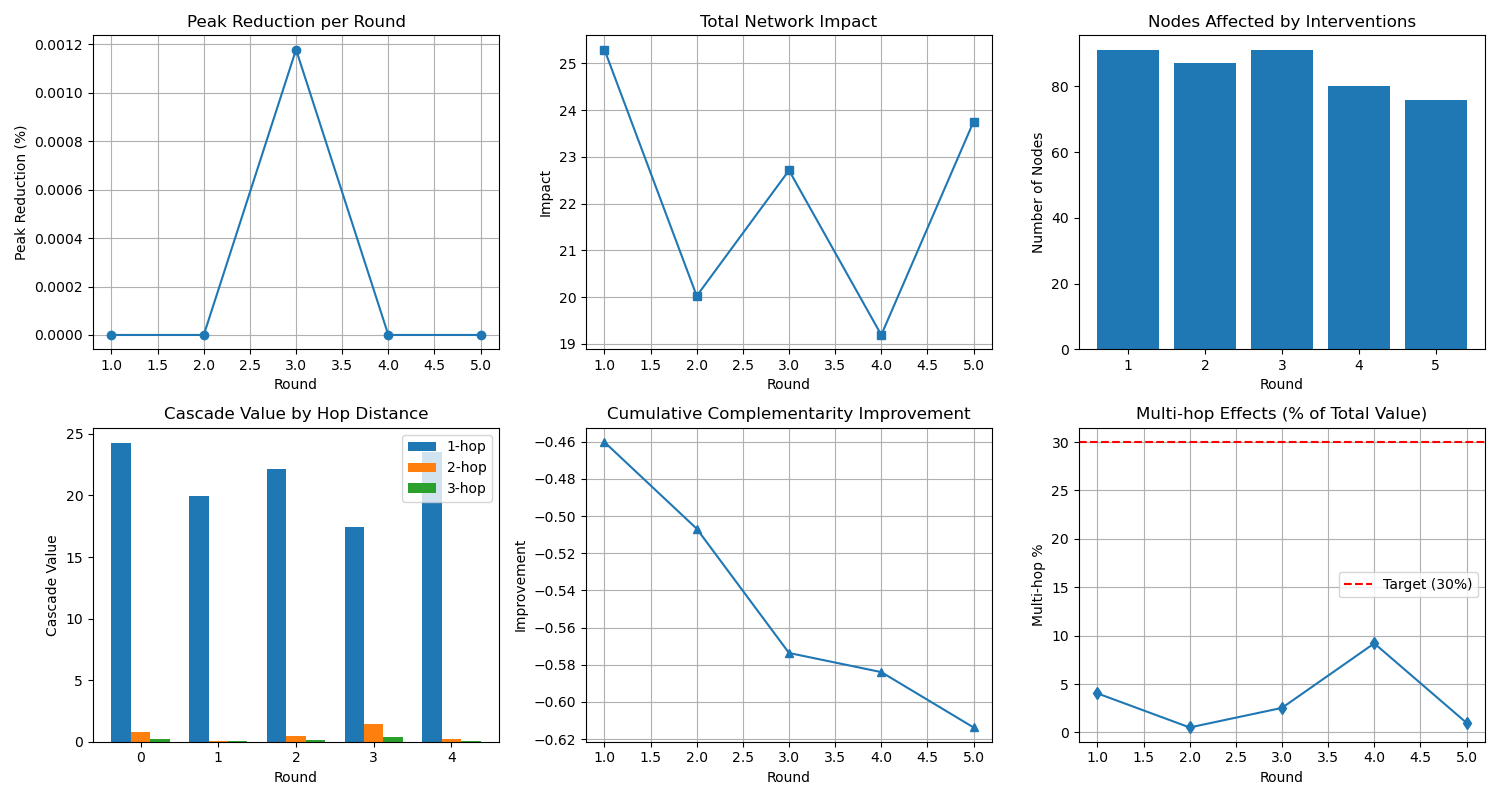 Peak Reduction per Round
Peak Reduction (%)
0.0012
0.0010
0.0008
0.0006
0.0004
0.0002
0.0000
1.0 1.5 2.0 2.5 3.0 3.5 4.0 4.5 5.0
Round
Total Network Impact
Impact
25
24
23
22
21
20
19
1.0 1.5 2.0 2.5 3.0 3.5 4.0 4.5 5.0
Round
Nodes Affected by Interventions
Number of Nodes
80
60
40
20
0
1 2 3 4 5
Round
Cascade Value by Hop Distance
Cascade Value
25
20
15
10
5
0
1-hop
2-hop
3-hop
0 1 2 3 4
Round
Cumulative Complementarity Improvement
Improvement
−0.46
−0.48
−0.50
−0.52
−0.54
−0.56
−0.58
−0.60
−0.62
1.0 1.5 2.0 2.5 3.0 3.5 4.0 4.5 5.0
Round
Multi-hop Effects (% of Total Value)
Multi-hop %
30
25
20
15
10
5
0
Target (30%)
1.0 1.5 2.0 2.5 3.0 3.5 4.0 4.5 5.0
Round